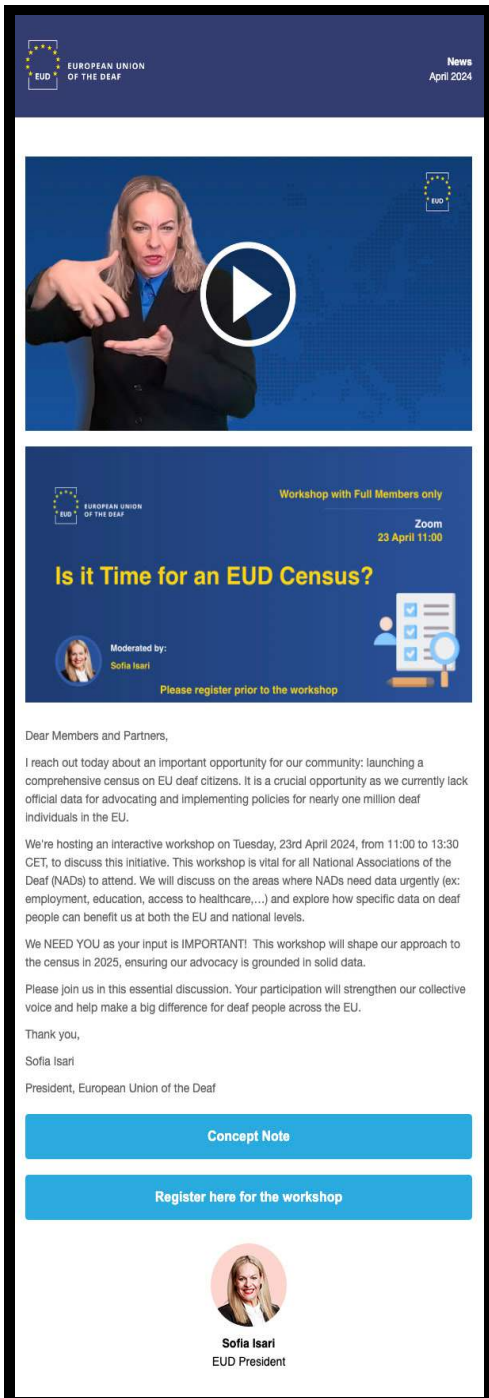 EUD
EUROPEAN UNION
OF THE DEAF
News
April 2024
EUD
EUD
EUROPEAN UNION
OF THE DEAF
Workshop with Full Members only
Zoom
23 April 11:00
Is it Time for an EUD Census?
Moderated by:
Sofia Isari
Please register prior to the workshop
Dear Members and Partners,
I reach out today about an important opportunity for our community: launching a
comprehensive census on EU deaf citizens. It is a crucial opportunity as we currently lack
official data for advocating and implementing policies for nearly one million deaf
individuals in the EU.
We're hosting an interactive workshop on Tuesday, 23rd April 2024, from 11:00 to 13:30
CET, to discuss this initiative. This workshop is vital for all National Associations of the
Deaf (NADs) to attend. We will discuss on the areas where NADs need data urgently (ex:
employment, education, access to healthcare,…) and explore how specific data on deaf
people can benefit us at both the EU and national levels.
We NEED YOU as your input is IMPORTANT!  This workshop will shape our approach to
the census in 2025, ensuring our advocacy is grounded in solid data.
Please join us in this essential discussion. Your participation will strengthen our collective
voice and help make a big difference for deaf people across the EU.
Thank you,
Sofia Isari
President, European Union of the Deaf
Concept Note
Register here for the workshop
Sofia Isari
EUD President